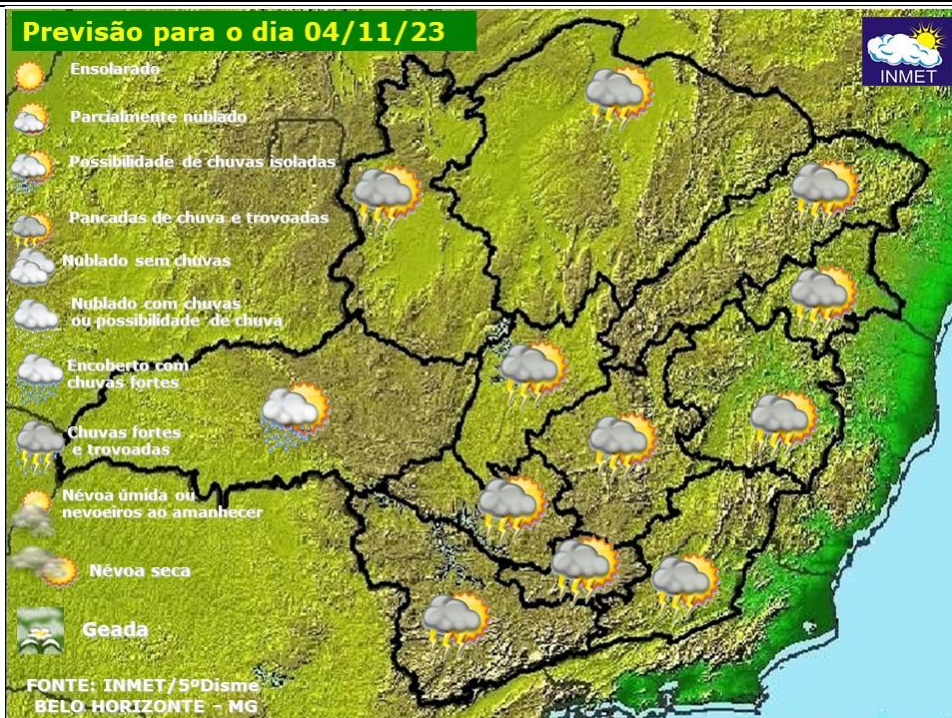 Previsão para o dia 04/11/23
INMET
Ensolarado
Parcialmente nublado
Possibilidade de chuvas isoladas
Pancadas de chuva e trovoadas
Nublado sem chuvas
Nublado com chuvas
ou possibilidade de chuva
Encoberto com
chuvas fortes
Chuvas fortes
e trovoadas
Névoa úmida ou
nevoeiros ao amanhecer
Névoa seca
Geada
FONTE: INMET/5ºDisme
BELO HORIZONTE - MG